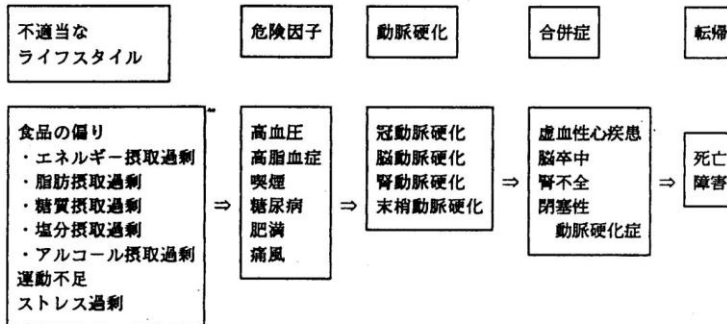 不適当な
ライフスタイル
危険因子
動脈硬化
合併症
転帰
食品の偏り
・エネルギー摂取過剰
・脂肪摂取過剰
・糖質摂取過剰
・塩分摂取過剰
・アルコール摂取過剰
運動不足
ストレス過剰
⇒
高血圧
高脂血症
喫煙
糖尿病
肥満
痛風
⇒
冠動脈硬化
脳動脈硬化
腎動脈硬化
末梢動脈硬化
⇒
虚血性心疾患
脳卒中
腎不全
閉塞性
動脈硬化症
⇒
死亡
障害